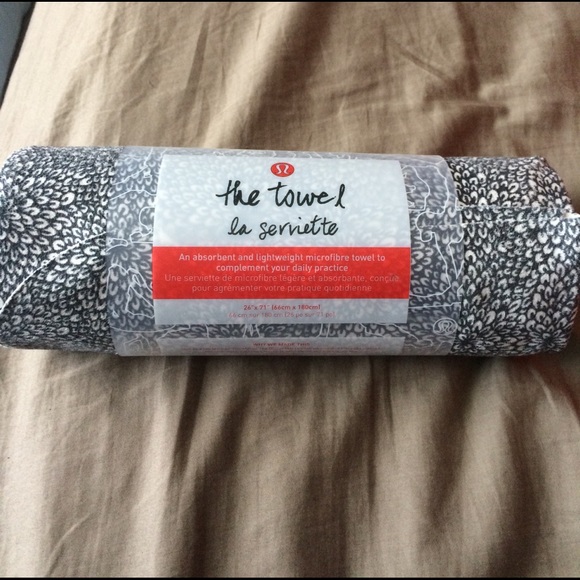 the towel
la serviette
An absorbent and lightweight microfibre towel to
complement your daily practice
Une serviette de microfibre légère et absorbante, conçue
pour agrémenter votre pratique quotidienne